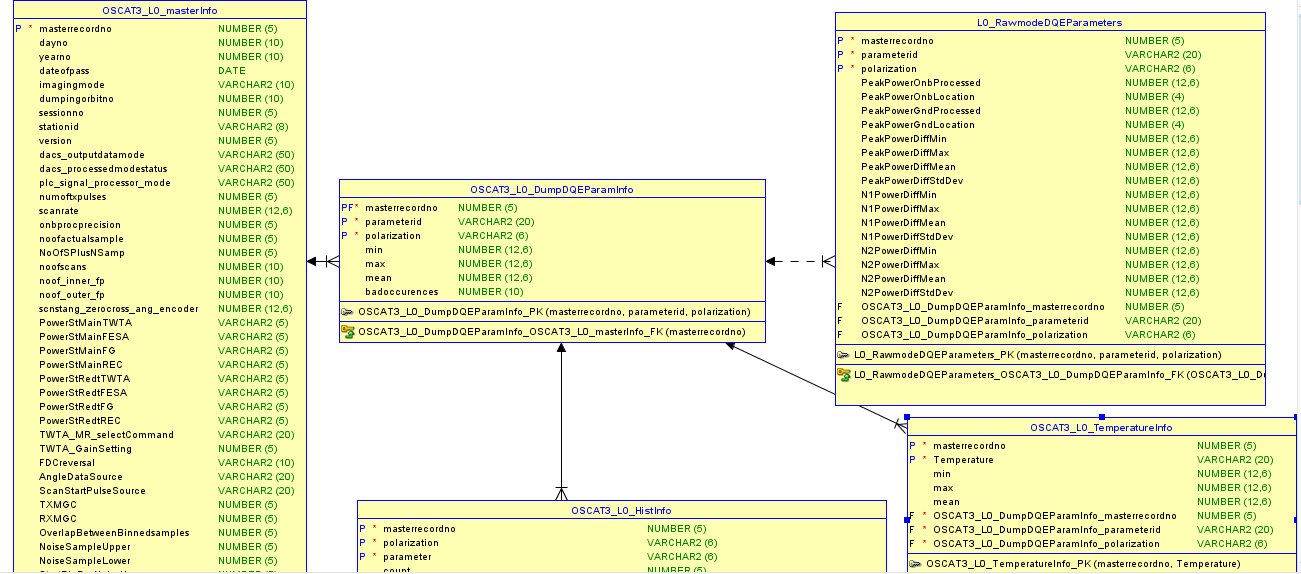 OSCAT3_L0_masterInfo
P * masterrecordno NUMBER (5)
dayno NUMBER (10)
yearno NUMBER (10)
dateofpass DATE
imagingmode VARCHAR2 (10)
dumpingorbitno NUMBER (10)
sessionno NUMBER (5)
stationid VARCHAR2 (8)
version NUMBER (5)
dacs_outputdatamode VARCHAR2 (50)
dacs_processedmodestatus VARCHAR2 (50)
plc_signal_processor_mode VARCHAR2 (50)
numoftxpulses NUMBER (5)
scanrate NUMBER (12,6)
onbprocprecision NUMBER (5)
noofactualsample NUMBER (5)
NoOfSPlusNSamp NUMBER (5)
noofscans NUMBER (10)
noof_inner_fp NUMBER (10)
noof_outer_fp NUMBER (10)
scnstang_zerocross_ang_encoder NUMBER (12,6)
PowerStMainTWTA VARCHAR2 (5)
PowerStMainFESA VARCHAR2 (5)
PowerStMainFG VARCHAR2 (5)
PowerStMainREC VARCHAR2 (5)
PowerStRedtTWTA VARCHAR2 (5)
PowerStRedtFESA VARCHAR2 (5)
PowerStRedtFG VARCHAR2 (5)
PowerStRedtREC VARCHAR2 (5)
TWTA_MR_selectCommand VARCHAR2 (20)
TWTA_GainSetting NUMBER (5)
FDCreversal VARCHAR2 (10)
AngleDataSource VARCHAR2 (20)
ScanStartPulseSource VARCHAR2 (20)
TXMGC NUMBER (5)
RXMGC NUMBER (5)
OverlapBetweenBinnedsamples NUMBER (5)
NoiseSampleUpper NUMBER (5)
NoiseSampleLower NUMBER (5)
OSCAT3_L0_DumpDQEParamInfo
PF* masterrecordno NUMBER (5)
P * parameterid VARCHAR2 (20)
P * polarization VARCHAR2 (6)
min NUMBER (12,6)
max NUMBER (12,6)
mean NUMBER (12,6)
badoccurences NUMBER (10)
OSCAT3_L0_DumpDQEParamInfo_PK (masterrecordno, parameterid, polarization)
OSCAT3_L0_DumpDQEParamInfo_OSCAT3_L0_masterInfo_FK (masterrecordno)
OSCAT3_L0_HistInfo
P * masterrecordno NUMBER (5)
P * polarization VARCHAR2 (6)
P * parameter VARCHAR2 (6)
count NUMBER (5)
L0_RawmodeDQEParameters
P * masterrecordno NUMBER (5)
P * parameterid VARCHAR2 (20)
P * polarization VARCHAR2 (6)
PeakPowerOnbProcessed NUMBER (12,6)
PeakPowerOnbLocation NUMBER (4)
PeakPowerGndProcessed NUMBER (12,6)
PeakPowerGndLocation NUMBER (4)
PeakPowerDiffMin NUMBER (12,6)
PeakPowerDiffMax NUMBER (12,6)
PeakPowerDiffMean NUMBER (12,6)
PeakPowerDiffStdDev NUMBER (12,6)
N1PowerDiffMin NUMBER (12,6)
N1PowerDiffMax NUMBER (12,6)
N1PowerDiffMean NUMBER (12,6)
N1PowerDiffStdDev NUMBER (12,6)
N2PowerDiffMin NUMBER (12,6)
N2PowerDiffMax NUMBER (12,6)
N2PowerDiffMean NUMBER (12,6)
N2PowerDiffStdDev NUMBER (12,6)
F OSCAT3_L0_DumpDQEParamInfo_masterrecordno NUMBER (5)
F OSCAT3_L0_DumpDQEParamInfo_parameterid VARCHAR2 (20)
F OSCAT3_L0_DumpDQEParamInfo_polarization VARCHAR2 (6)
L0_RawmodeDQEParameters_PK (masterrecordno, parameterid, polarization)
L0_RawmodeDQEParameters_OSCAT3_L0_DumpDQEParamInfo_FK (OSCAT3_L0_D
OSCAT3_L0_TemperatureInfo
P * masterrecordno NUMBER (5)
P * Temperature VARCHAR2 (20)
min NUMBER (12,6)
max NUMBER (12,6)
mean NUMBER (12,6)
F * OSCAT3_L0_DumpDQEParamInfo_masterrecordno NUMBER (5)
F * OSCAT3_L0_DumpDQEParamInfo_parameterid VARCHAR2 (20)
F * OSCAT3_L0_DumpDQEParamInfo_polarization VARCHAR2 (6)
OSCAT3_L0_TemperatureInfo_PK (masterrecordno, Temperature)